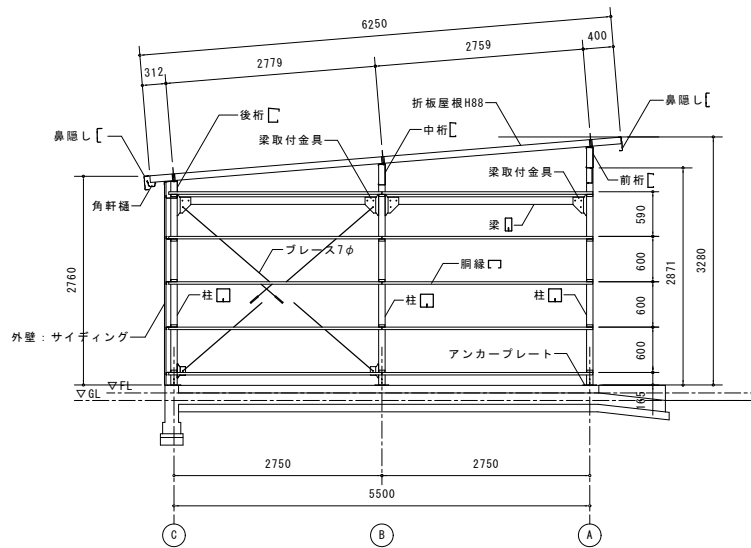 6250
2779
2759
400
312
折板屋根H88
鼻隠し
後桁
中桁
鼻隠し
梁取付金具
梁取付金具
前桁
角軒樋
梁
590
ブレース7φ
600
2871
3280
2760
胴縁
柱
柱
柱
600
外壁：サイディング
600
アンカープレート
▽FL
▽GL
165
2750
2750
5500
C
B
A